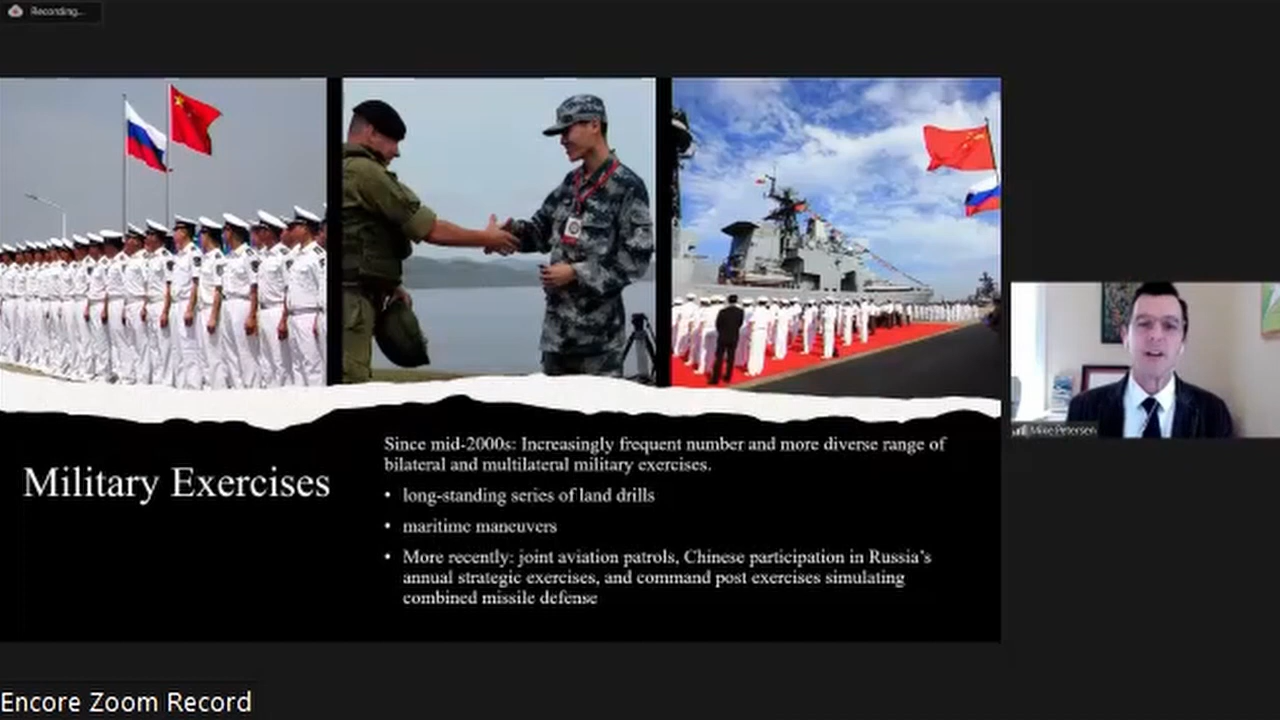 Recording...
Since mid-2000s: Increasingly frequent number and more diverse range of
bilateral and multilateral military exercises.
Military Exercises
• long-standing series of land drills
• maritime maneuvers
• More recently: joint aviation patrols, Chinese participation in Russia's
annual strategic exercises, and command post exercises simulating
combined missile defense
Mike Petersen
Encore Zoom Record